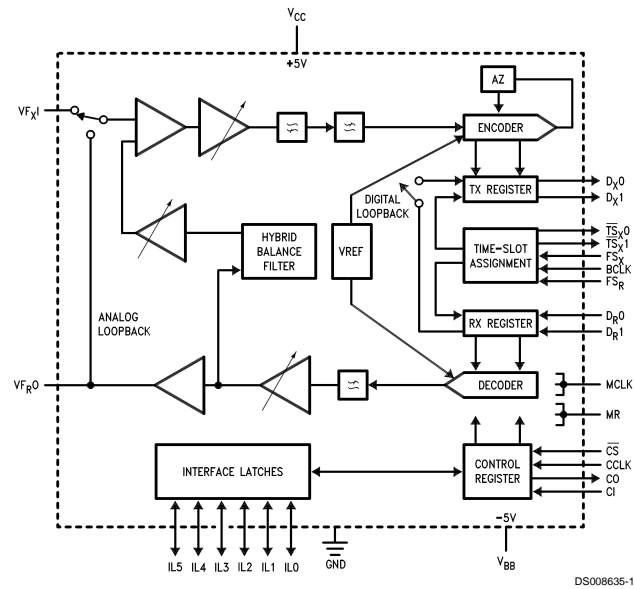 VCC
+5V
AZ
VFXI
ENCODER
TX REGISTER
DX0
DX1
DIGITAL
LOOPBACK
HYBRID
BALANCE
FILTER
VREF
TIME-SLOT
ASSIGNMENT
TSX0
TSX1
FSX
BCLK
FSR
ANALOG
LOOPBACK
RX REGISTER
DR0
DR1
VFRO
DECODER
MCLK
MR
INTERFACE LATCHES
CONTROL
REGISTER
CS
CCLK
CO
CI
-5V
IL5 IL4 IL3 IL2 IL1 IL0
GND
VBB
DS008635-1